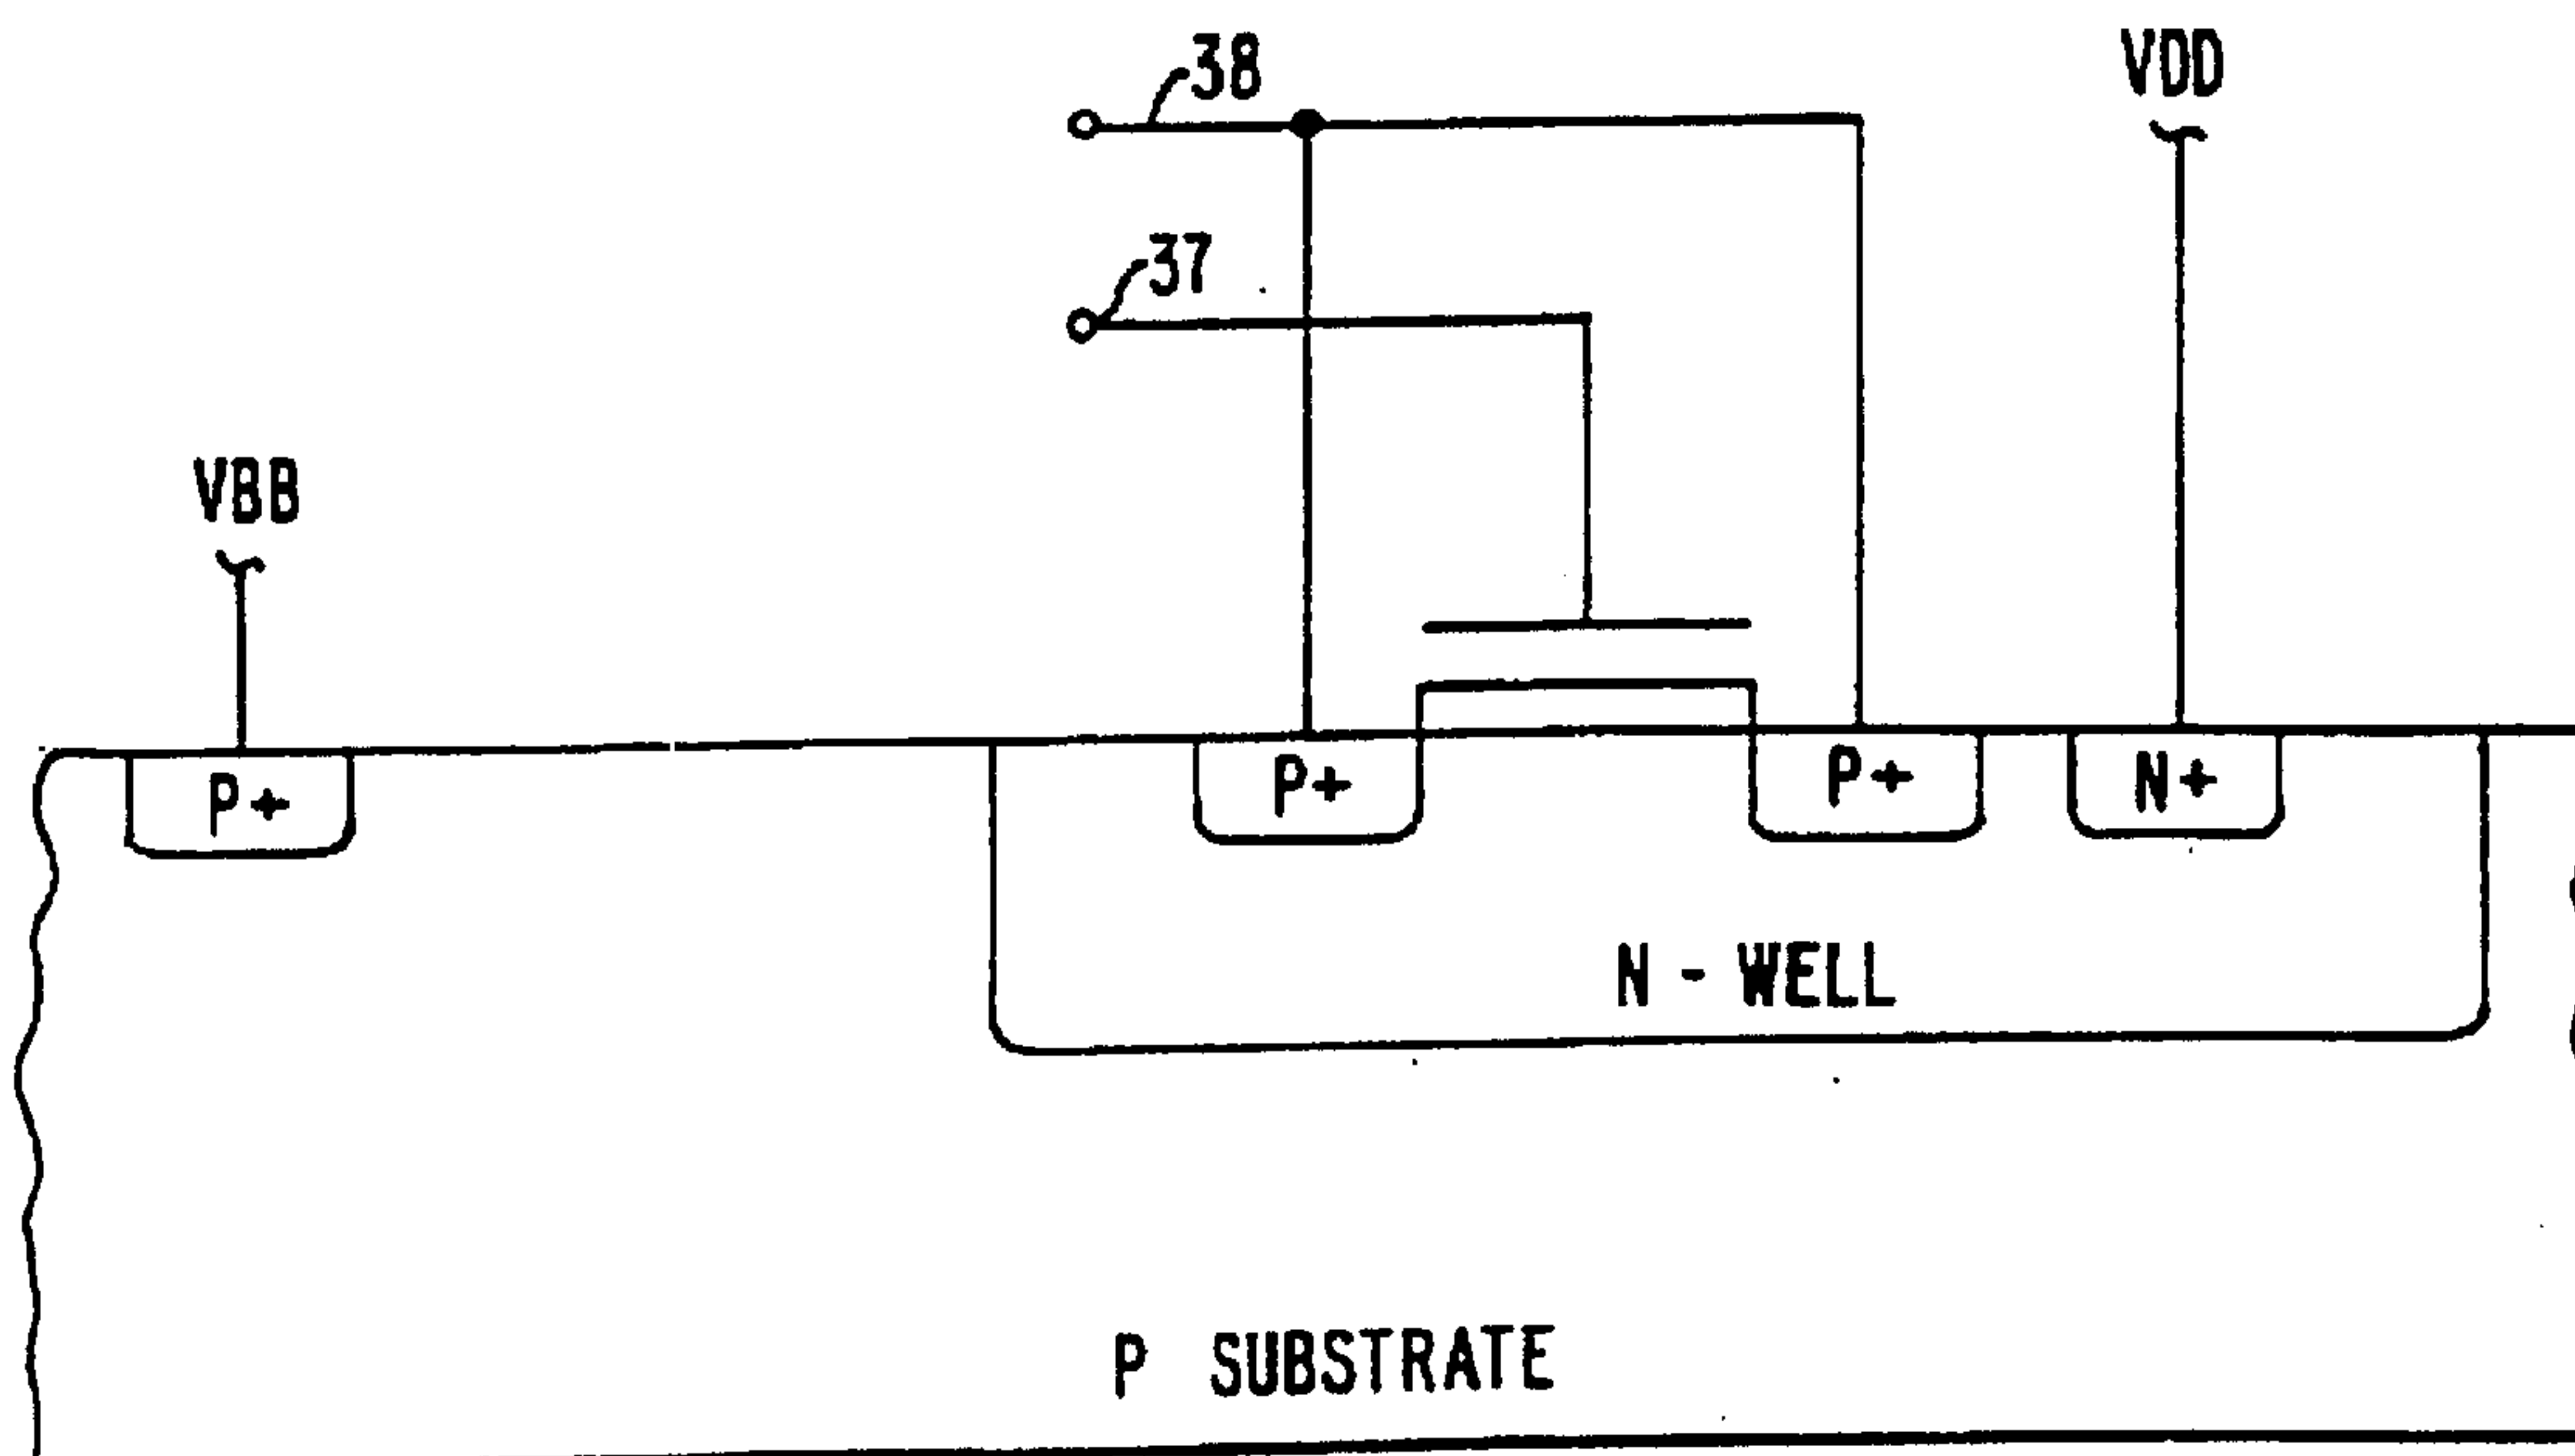 38
VDD
37
VBB
P+
P+
P+
N+
N - WELL
P SUBSTRATE